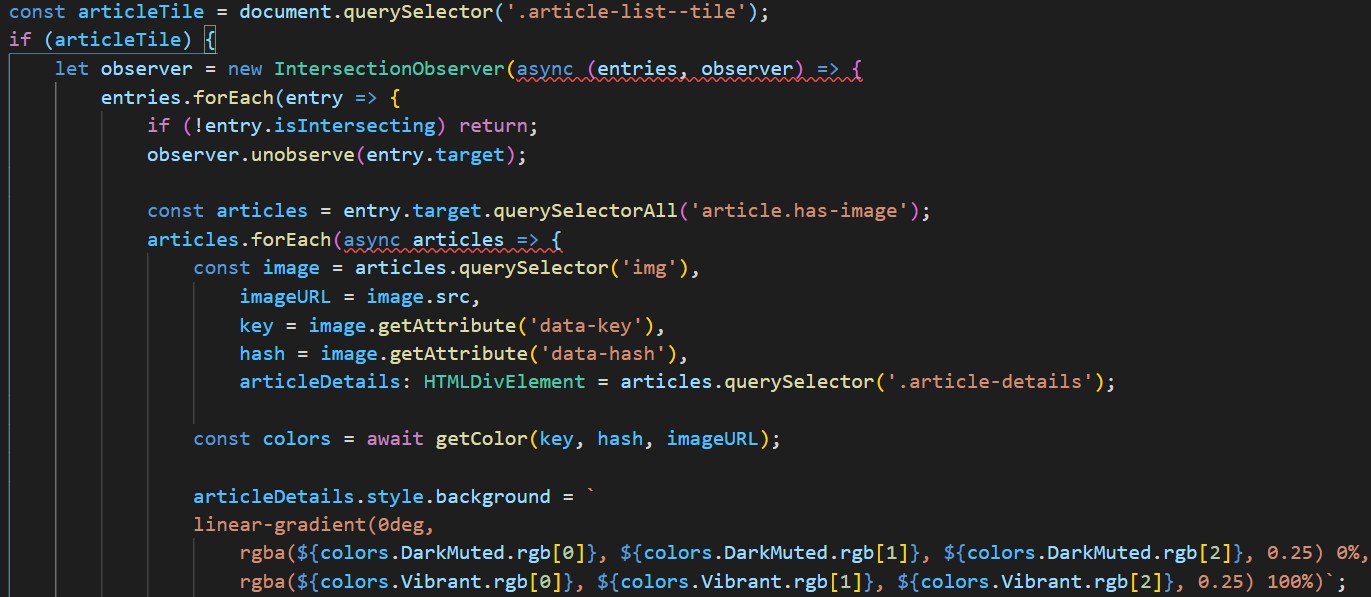 const articleTile = document.querySelector('.article-list--tile');
if (articleTile) {
let observer = new IntersectionObserver(async (entries, observer) => {
entries.forEach(entry => {
if (!entry.isIntersecting) return;
observer.unobserve(entry.target);
const articles = entry.target.querySelectorAll('article.has-image');
articles.forEach(async articles => {
const image = articles.querySelector('img'),
imageURL = image.src,
key = image.getAttribute('data-key'),
hash = image.getAttribute('data-hash'),
articleDetails: HTMLDivElement = articles.querySelector('.article-details');
const colors = await getColor(key, hash, imageURL);
articleDetails.style.background = `
linear-gradient(0deg,
rgba(${colors.DarkMuted.rgb[0]}, ${colors.DarkMuted.rgb[1]}, ${colors.DarkMuted.rgb[2]}, 0.25) 0%,
rgba(${colors.Vibrant.rgb[0]}, ${colors.Vibrant.rgb[1]}, ${colors.Vibrant.rgb[2]}, 0.25) 100%)`;